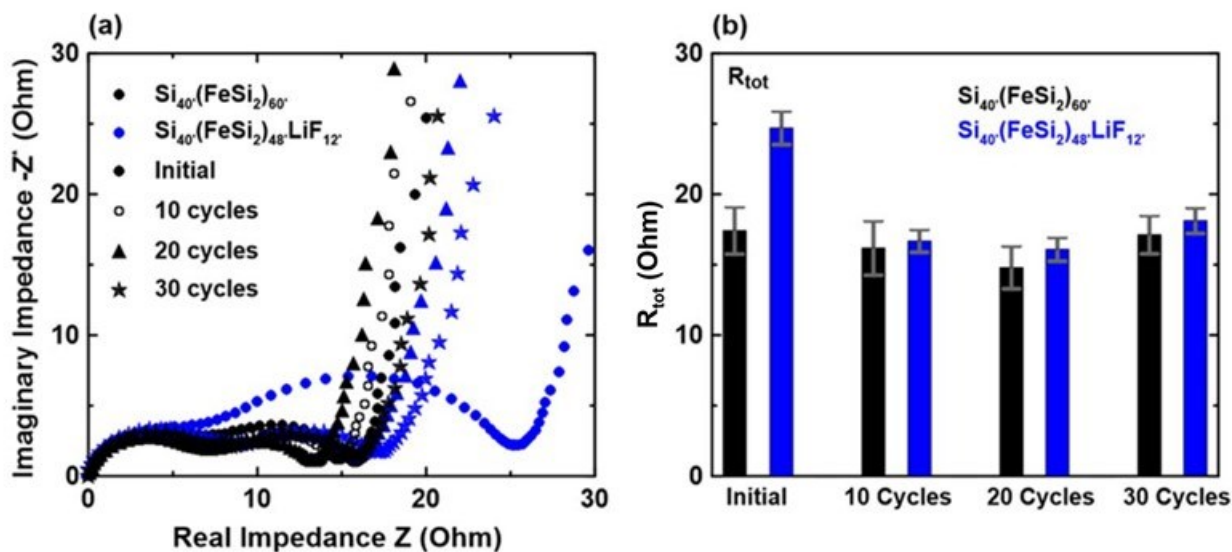 (a)
30
20
10
0
0
10
20
30
Imaginary Impedance -Z'' (Ohm)
Real Impedance Z (Ohm)
Si40'(FeSi2)60'
Si40'(FeSi2)48'LiF12'
Initial
10 cycles
20 cycles
30 cycles
(b)
30
20
10
0
Rtot (Ohm)
Rtot
Si40'(FeSi2)60'
Si40'(FeSi2)48'LiF12'
Initial
10 Cycles
20 Cycles
30 Cycles